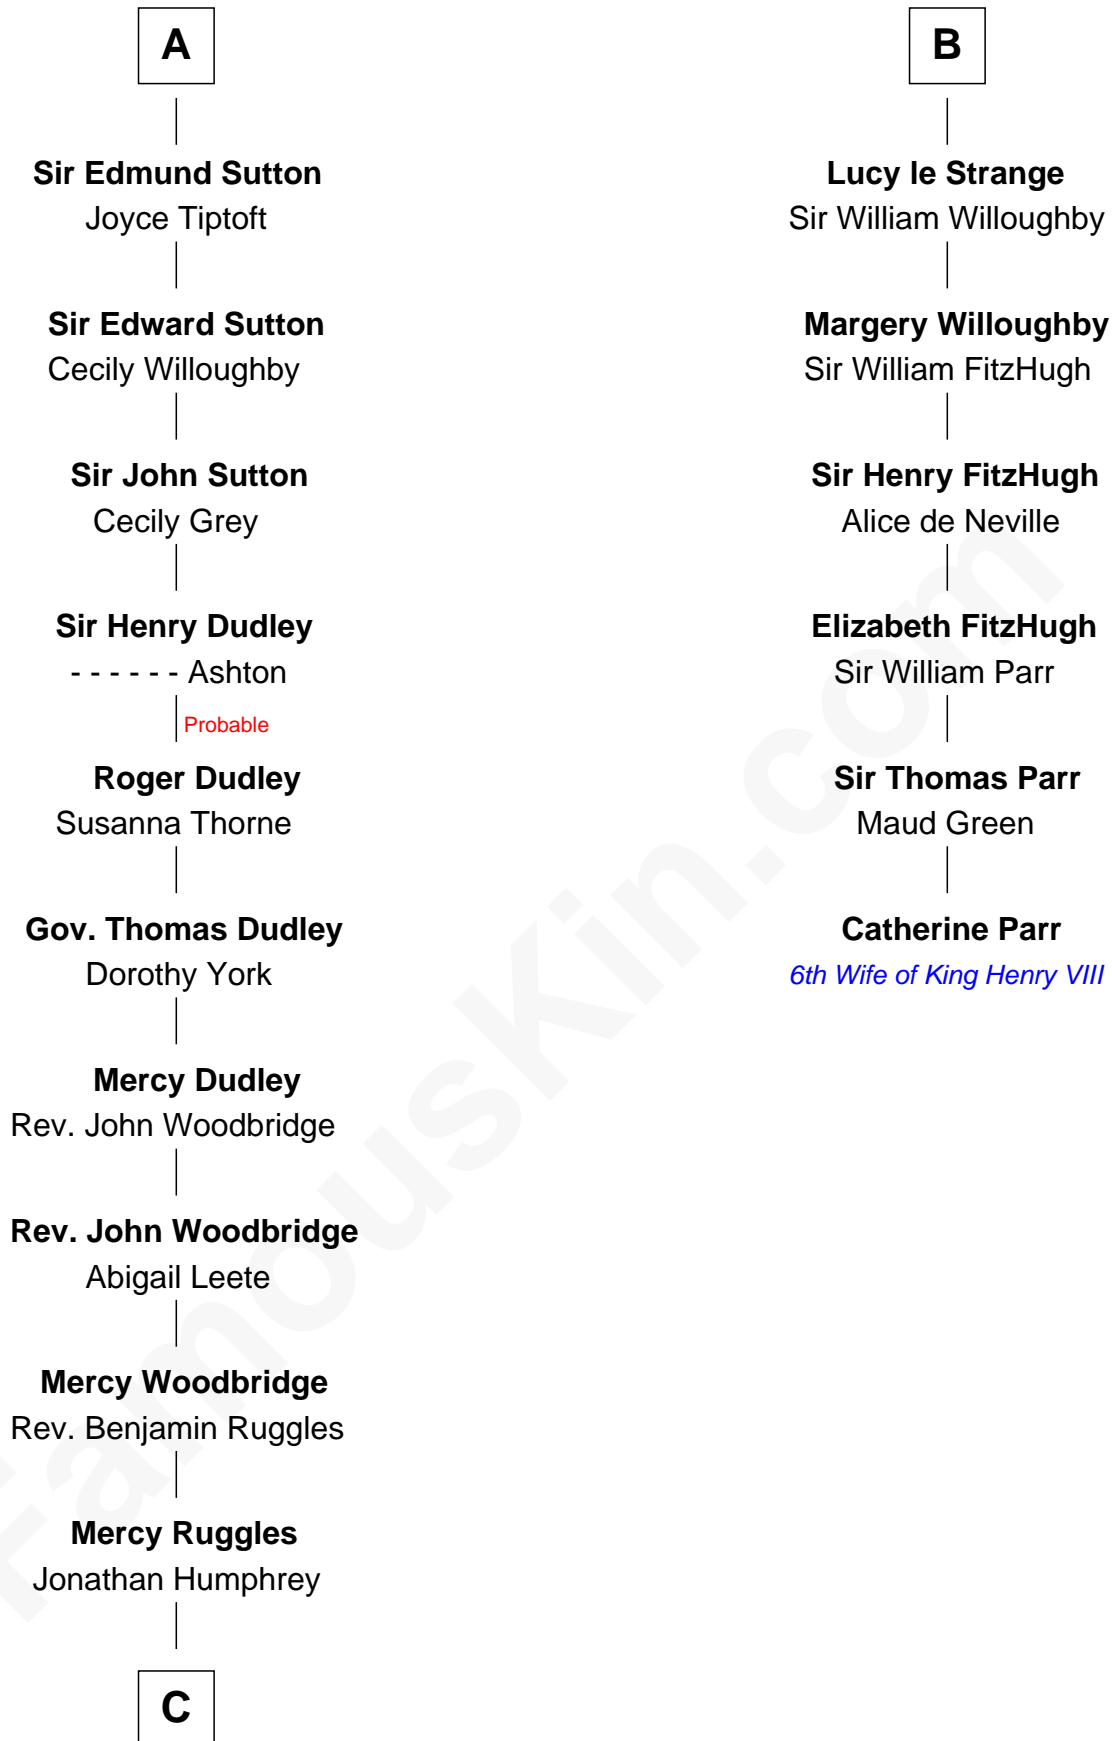 A
Sir Edmund Sutton
Joyce Tiptoft
Sir Edward Sutton
Cecily Willoughby
Sir John Sutton
Cecily Grey
Sir Henry Dudley
- - - - - - Ashton
Probable
Roger Dudley
Susanna Thorne
Gov. Thomas Dudley
Dorothy York
Mercy Dudley
Rev. John Woodbridge
Rev. John Woodbridge
Abigail Leete
Mercy Woodbridge
Rev. Benjamin Ruggles
Mercy Ruggles
Jonathan Humphrey
C
B
Lucy le Strange
Sir William Willoughby
Margery Willoughby
Sir William FitzHugh
Sir Henry FitzHugh
Alice de Neville
Elizabeth FitzHugh
Sir William Parr
Sir Thomas Parr
Maud Green
Catherine Parr
6th Wife of King Henry VIII
FamousKin.com